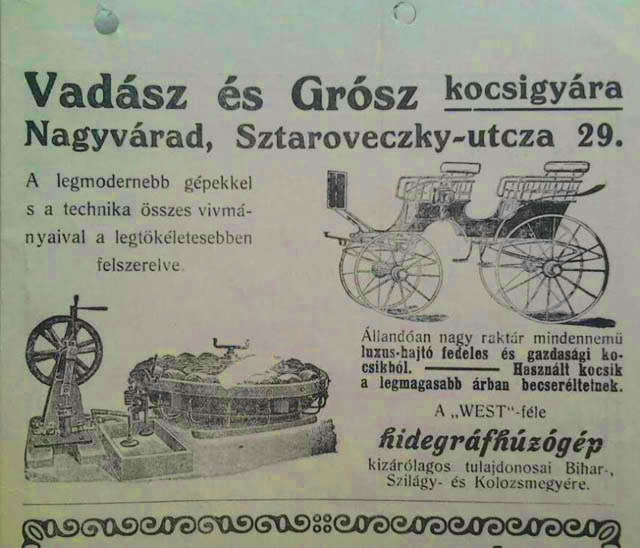 Vadász és Grósz kocsigyára
Nagyvárad, Sztaroveczky-utcza 29.
A legmodernebb gépekkel
s a technika összes vivmá-
nyaival a legtökéletesebben
felszerelve.
Állandóan nagy raktár mindennemü
luxus-hajtó fedeles és gazdasági ko-
csikból. ——— Használt kocsik
a legmagasabb árban becseréltetnek.
A „WEST"-féle
hidegráfhúzógép
kizárólagos tulajdonosai Bihar-,
Szilágy- és Kolozsmegyére.